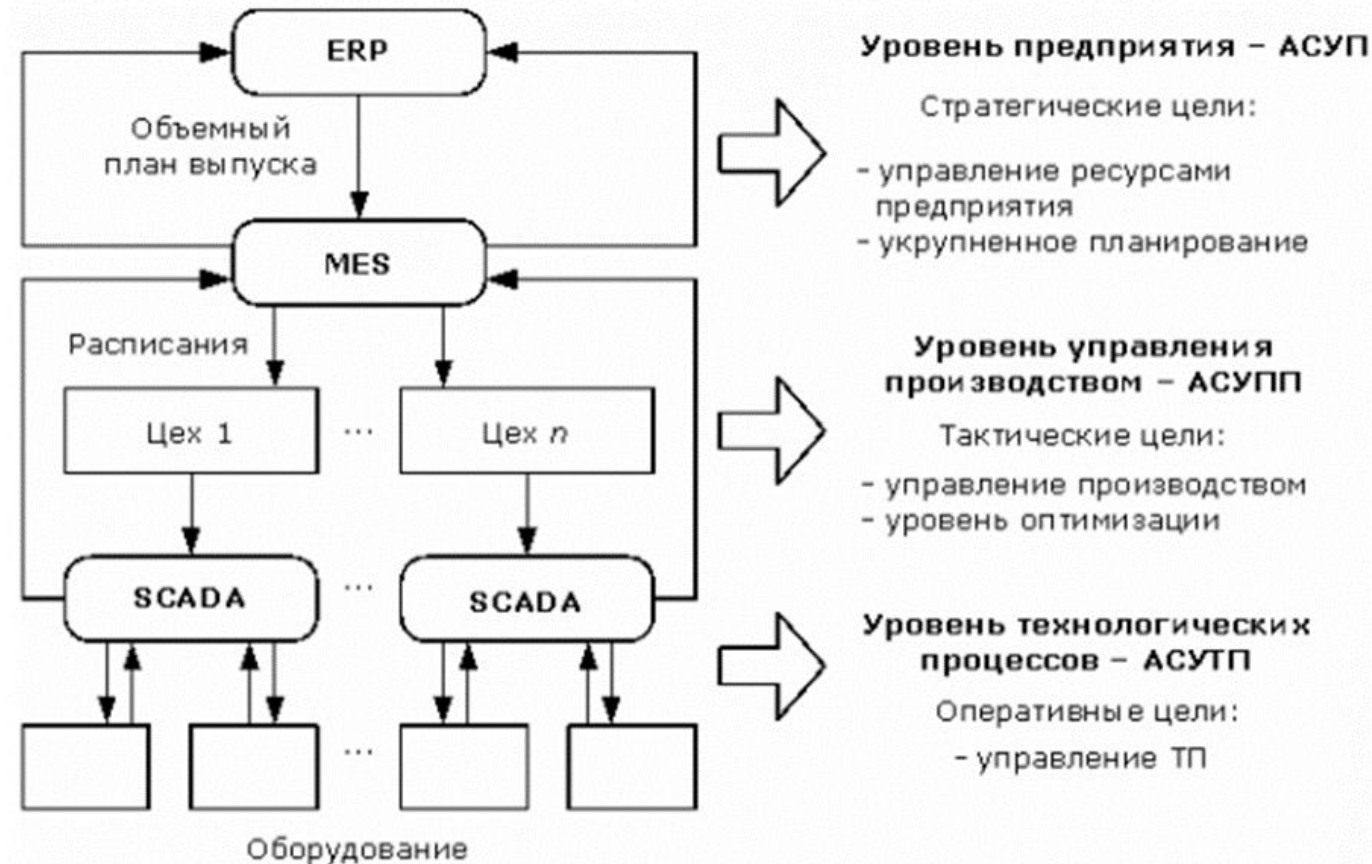 ERP
Объемный
план выпуска
MES
Расписания
Цех 1
...
Цех n
SCADA
...
SCADA
...
Оборудование
Уровень предприятия – АСУП
Стратегические цели:
- управление ресурсами
предприятия
- укрупненное планирование
Уровень управления
производством – АСУПП
Тактические цели:
- управление производством
- уровень оптимизации
Уровень технологических
процессов – АСУТП
Оперативные цели:
- управление ТП